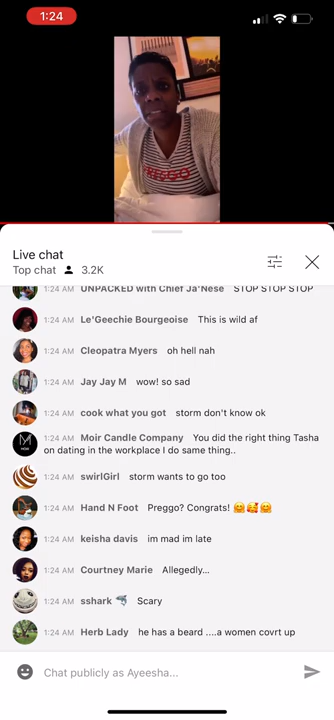 1:24
PREGGO
Live chat
Top chat 3.2K
1:24 AM UNPACKED with Chief Ja'Nese STOP STOP STOP
1:24 AM Le'Geechie Bourgeoise This is wild af
1:24 AM Cleopatra Myers oh hell nah
1:24 AM Jay Jay M wow! so sad
1:24 AM cook what you got storm don't know ok
1:24 AM Moir Candle Company You did the right thing Tasha
on dating in the workplace I do same thing..
1:24 AM swirlGirl storm wants to go too
1:24 AM Hand N Foot Preggo? Congrats! 🤗🥰🤗
1:24 AM keisha davis im mad im late
1:24 AM Courtney Marie Allegedly...
1:24 AM sshark 🦈 Scary
1:24 AM Herb Lady he has a beard ....a women covrt up
Chat publicly as Ayeesha...